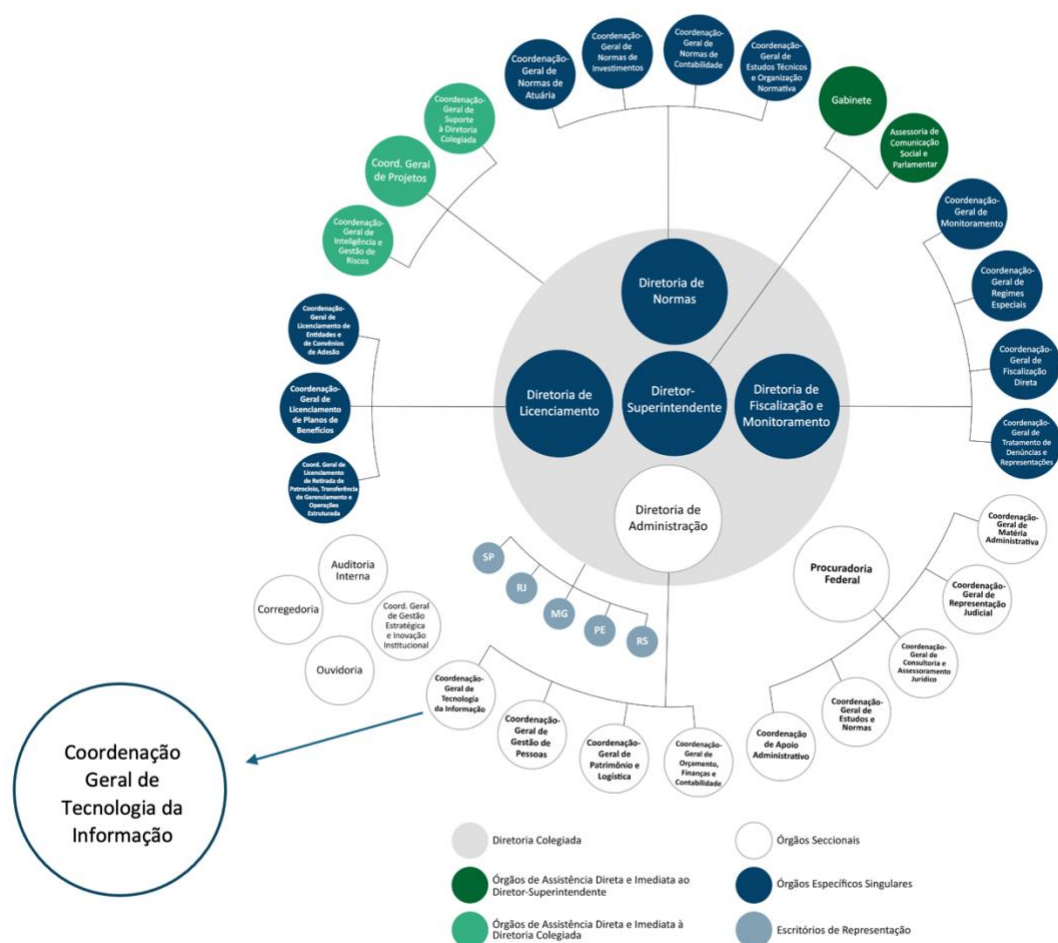 Coordenação-
Geral de
Normas de
Atuária
Coordenação-
Geral de
Normas de
Investimentos
Coordenação-
Geral de
Normas de
Contabilidade
Coordenação-
Geral de
Estudos Técnicos
e Organização
Normativa
Gabinete
Assessoria de
Comunicação
Social e
Parlamentar
Coordenação-
Geral de
Suporte
à Diretoria
Colegiada
Coord. Geral
de Projetos
Coordenação-
Geral de
Inteligência e
Gestão de
Riscos
Coordenação-
Geral de
Monitoramento
Coordenação-
Geral de
Regimes
Especiais
Coordenação-
Geral de
Fiscalização
Direta
Coordenação-
Geral de
Tratamento de
Denúncias e
Representações
Diretoria de
Normas
Coordenação-
Geral de
Licenciamento de
Entidades e
de Convênios
de Adesão
Coordenação-
Geral de
Licenciamento
de Planos de
Benefícios
Coord. Geral de
Licenciamento
de Retirada de
Patrocínio, Transferência
de Gerenciamento e
Operações
Estruturada
Diretoria de
Licenciamento
Diretor-
Superintendente
Diretoria de
Fiscalização e
Monitoramento
Diretoria de
Administração
SP
RJ
MG
PE
RS
Auditoria
Interna
Corregedoria
Coord. Geral
de Gestão
Estratégica
e Inovação
Institucional
Ouvidoria
Procuradoria
Federal
Coordenação-
Geral de
Matéria
Administrativa
Coordenação-
Geral de
Representação
Judicial
Coordenação-
Geral de
Consultoria e
Assessoramento
Jurídico
Coordenação-
Geral de
Estudos e
Normas
Coordenação
de Apoio
Administrativo
Coordenação-
Geral de
Tecnologia
da Informação
Coordenação-
Geral de
Gestão de
Pessoas
Coordenação-
Geral de
Patrimônio e
Logística
Coordenação-
Geral de
Orçamento,
Finanças e
Contabilidade
Coordenação
Geral de
Tecnologia da
Informação
Diretoria Colegiada
Órgãos de Assistência Direta e Imediata ao
Diretor-Superintendente
Órgãos de Assistência Direta e Imediata à
Diretoria Colegiada
Órgãos Seccionais
Órgãos Específicos Singulares
Escritórios de Representação